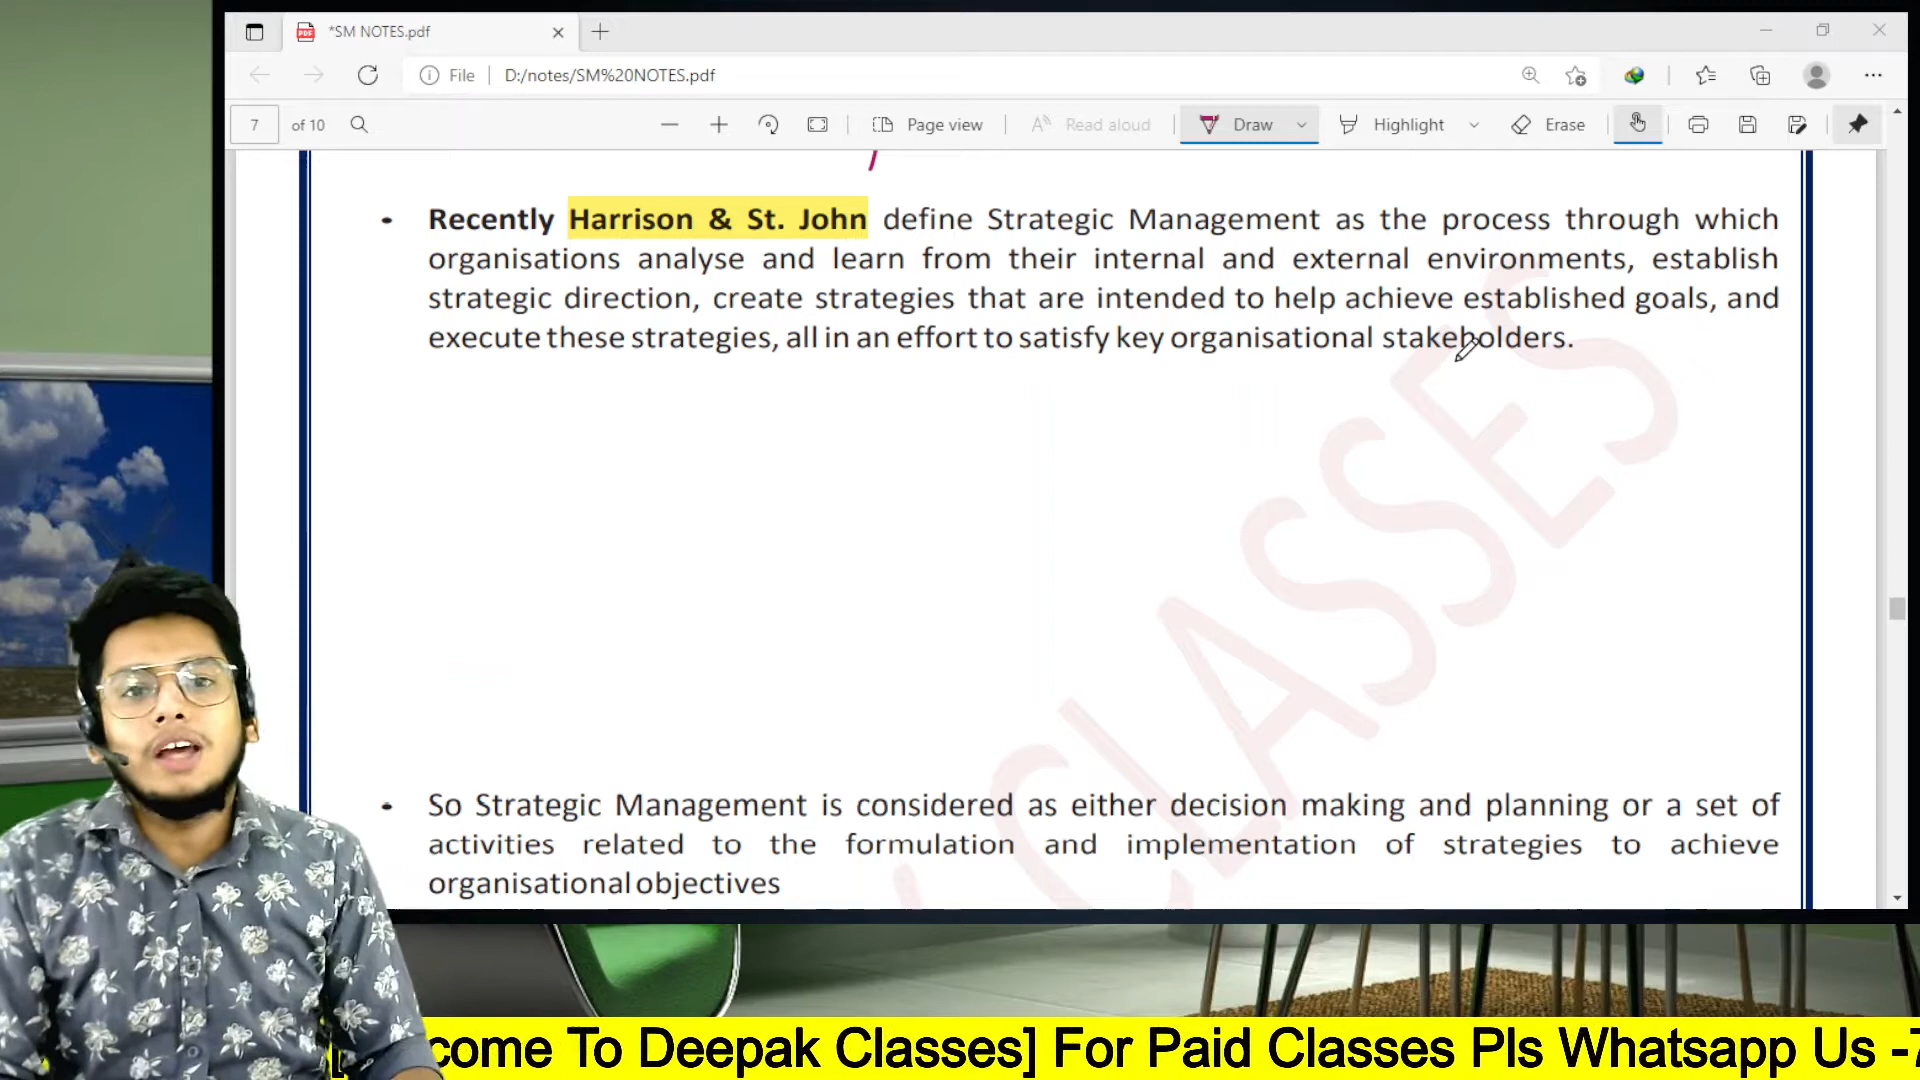 *SM NOTES.pdf
File
D:/notes/SM%20NOTES.pdf
7 of 10
Page view
Read aloud
Draw
Highlight
Erase
• Recently Harrison & St. John define Strategic Management as the process through which
organisations analyse and learn from their internal and external environments, establish
strategic direction, create strategies that are intended to help achieve established goals, and
execute these strategies, all in an effort to satisfy key organisational stakeholders.
CLASSES
• So Strategic Management is considered as either decision making and planning or a set of
activities related to the formulation and implementation of strategies to achieve
organisational objectives
come To Deepak Classes] For Paid Classes Pls Whatsapp Us -7